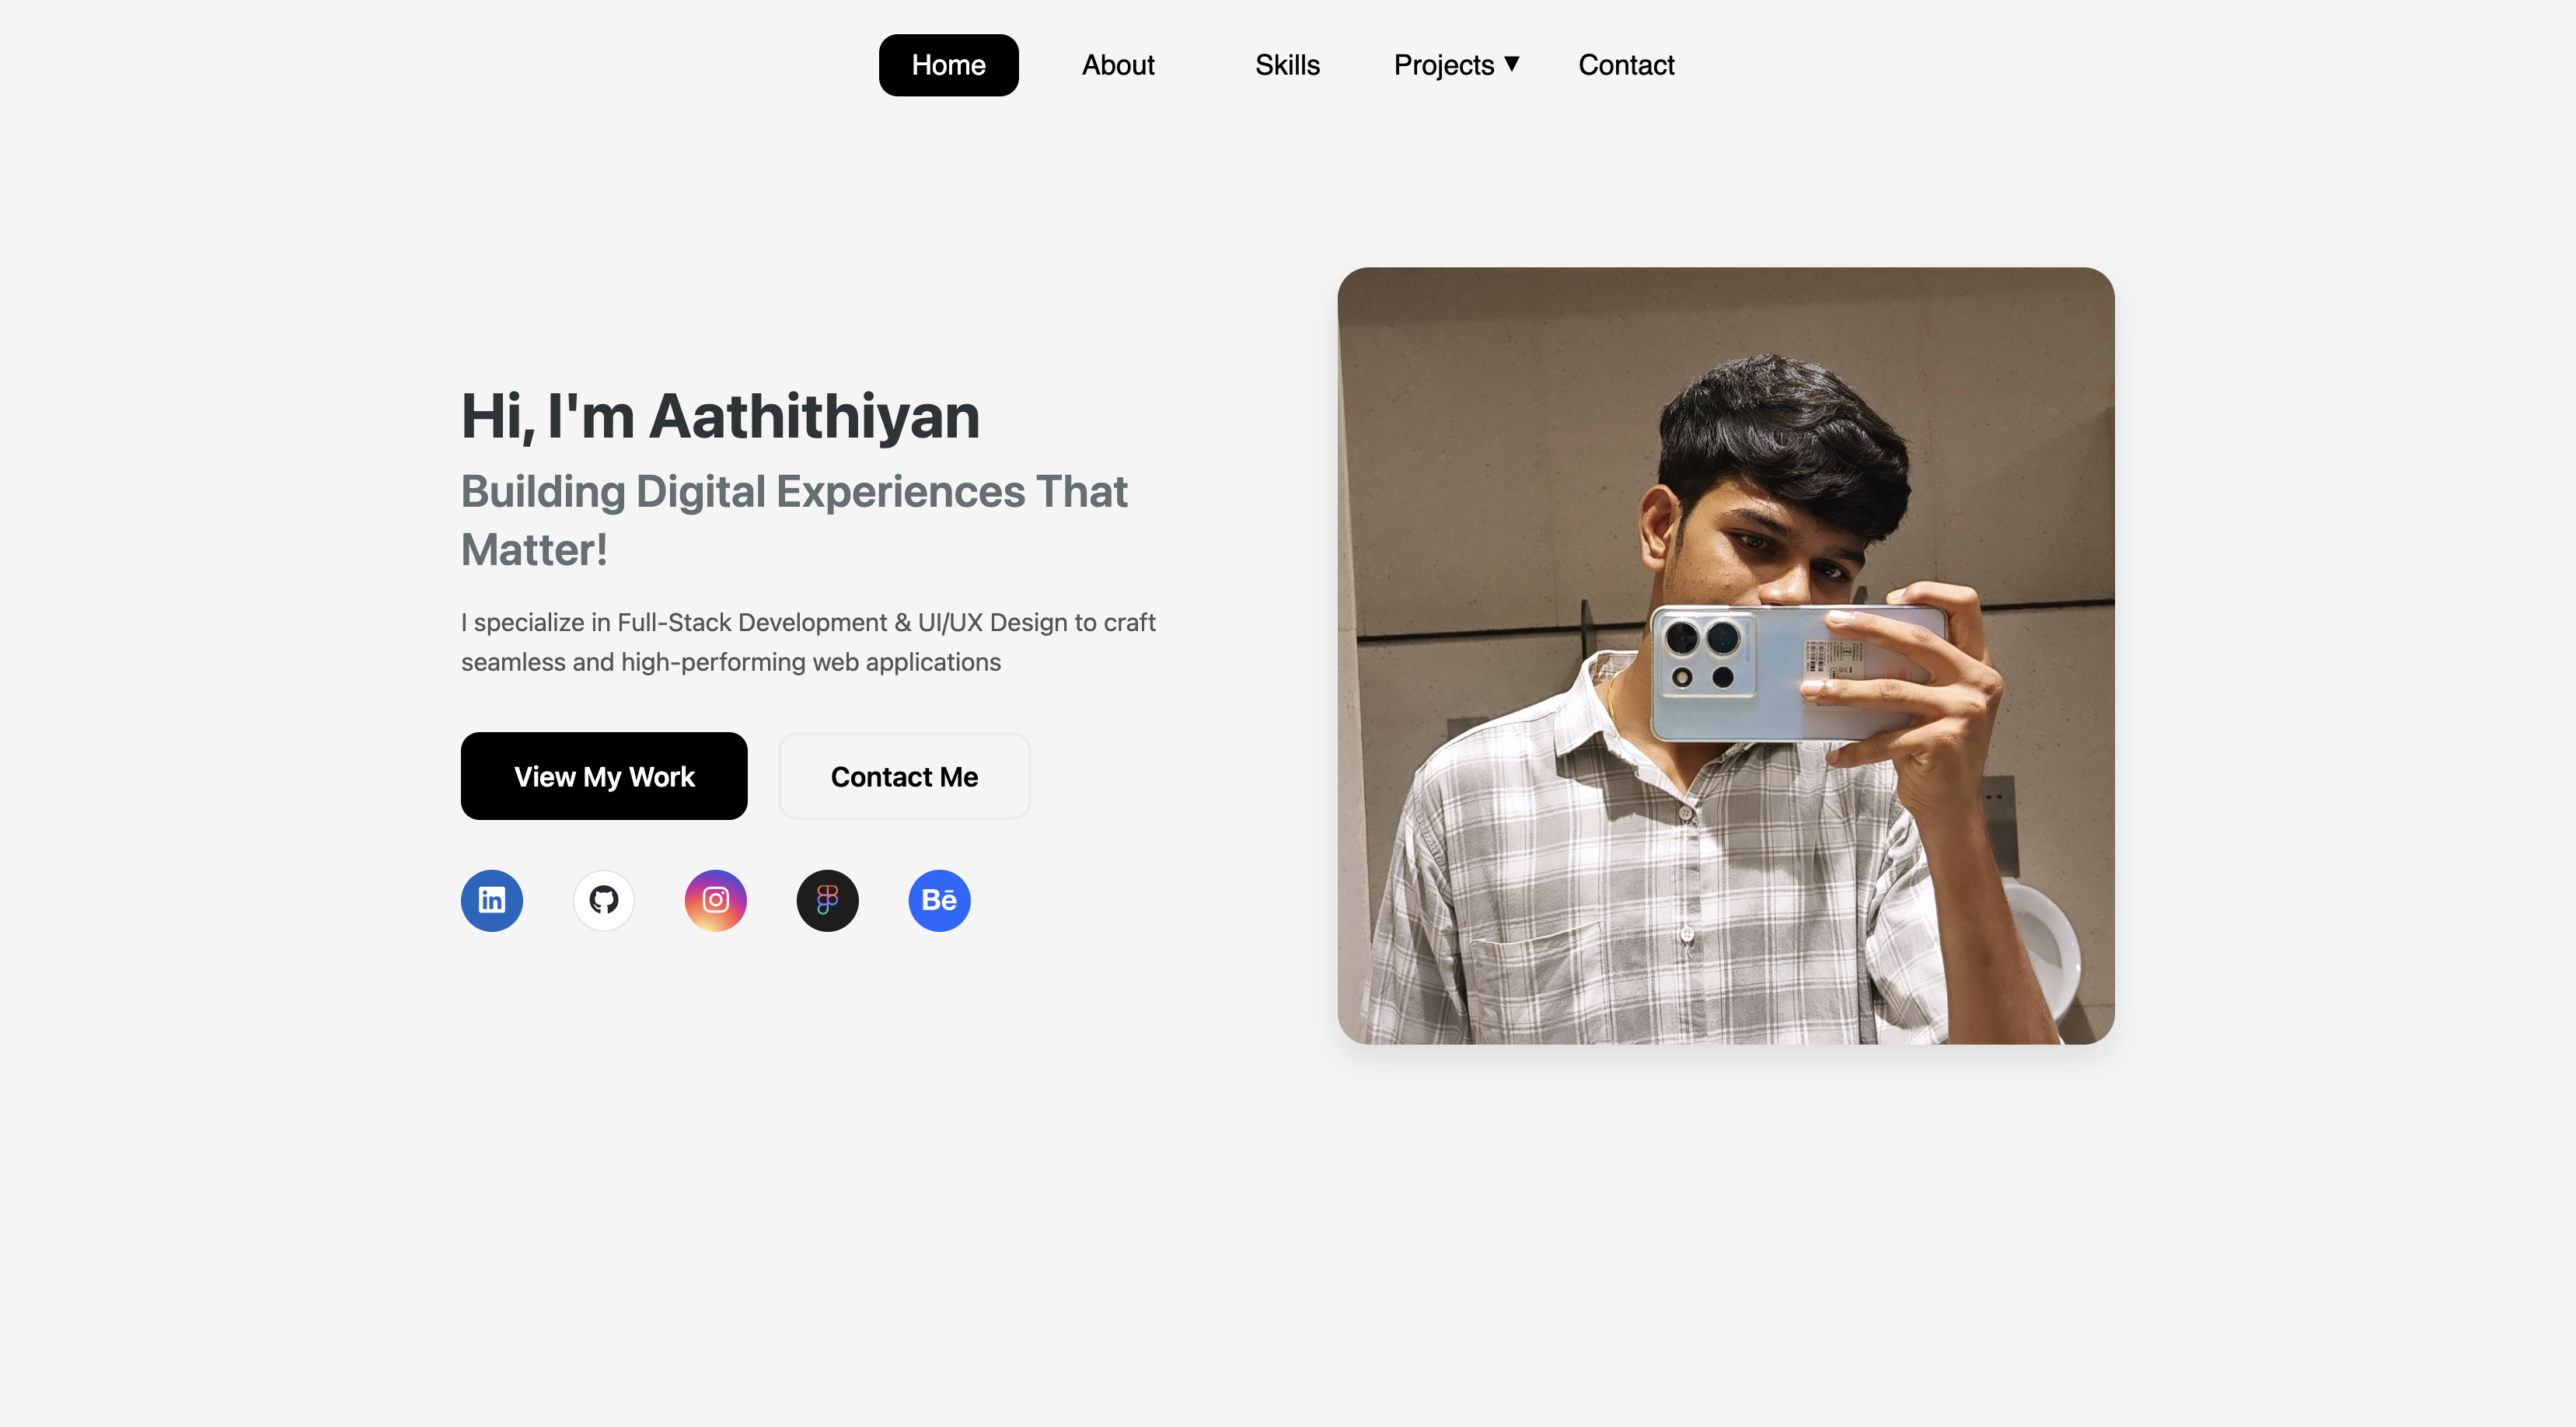 Home About Skills Projects ▼ Contact
Hi, I'm Aathithiyan
Building Digital Experiences That
Matter!
I specialize in Full-Stack Development & UI/UX Design to craft
seamless and high-performing web applications
View My Work Contact Me
in Bē